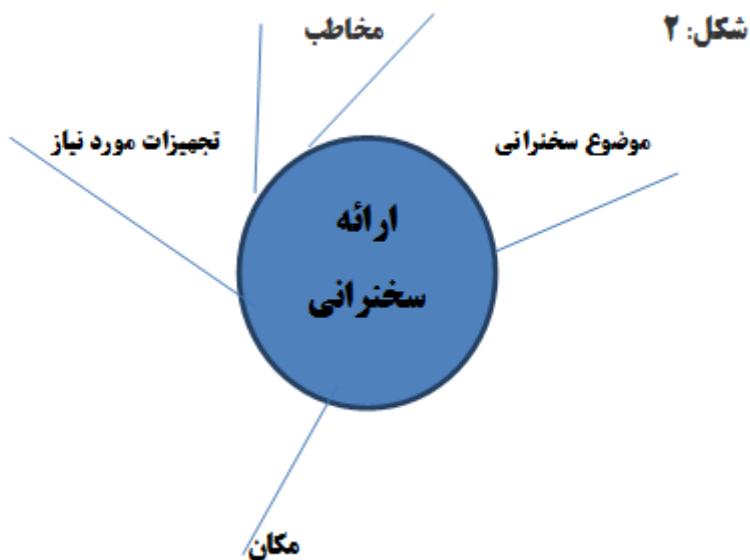 شکل: ۲
مخاطب
موضوع سخنرانی
تجهیزات مورد نیاز
ارائه
سخنرانی
مکان